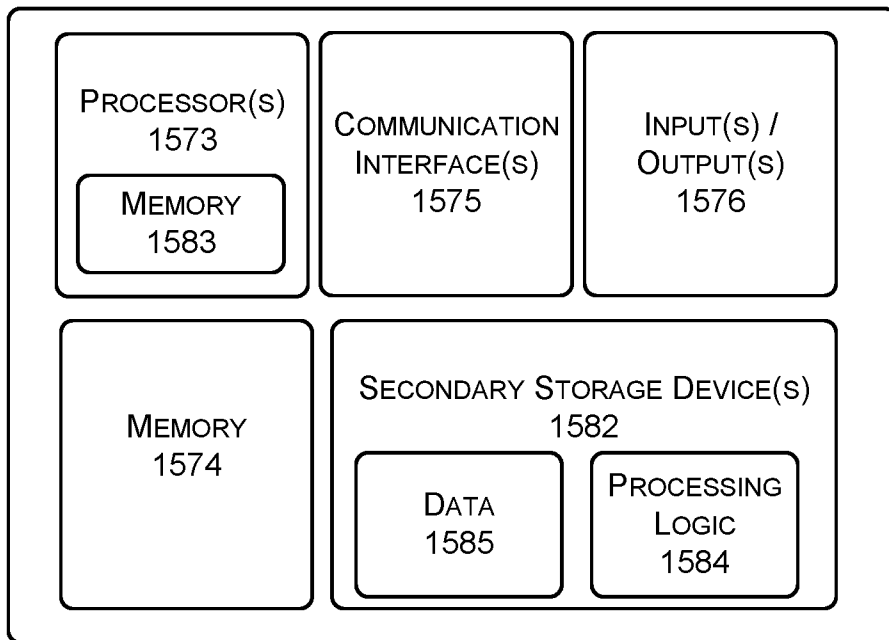 PROCESSOR(S)
1573
MEMORY
1583
COMMUNICATION
INTERFACE(S)
1575
INPUT(S) /
OUTPUT(S)
1576
MEMORY
1574
SECONDARY STORAGE DEVICE(S)
1582
DATA
1585
PROCESSING
LOGIC
1584